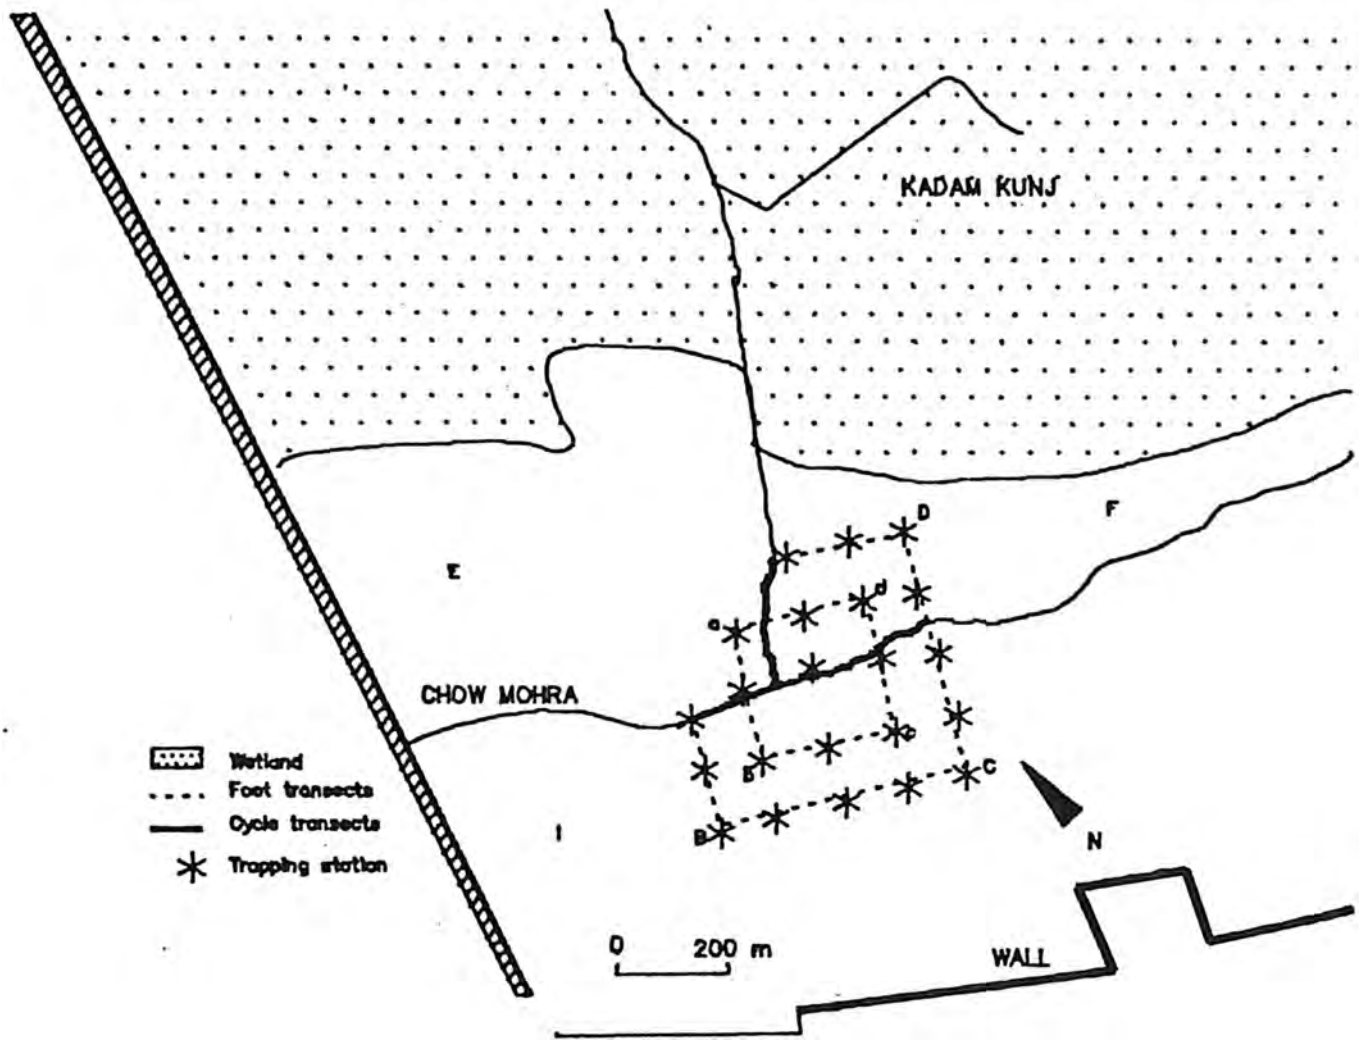 KADAM KUNJ
D
F
E
d
a
CHOW MOHRA
Wetland
Foot transects
Cycle transects
Trapping station
b
c
C
B
I
N
0 200 m
WALL